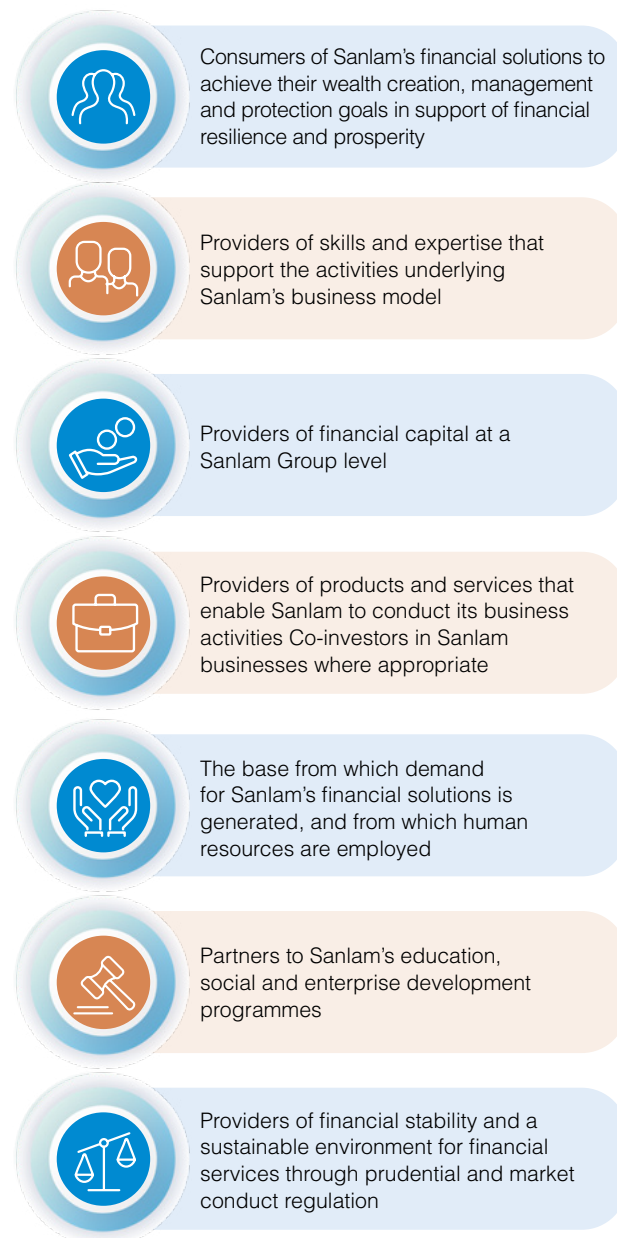 Consumers of Sanlam’s financial solutions to
achieve their wealth creation, management
and protection goals in support of financial
resilience and prosperity
Providers of skills and expertise that
support the activities underlying
Sanlam’s business model
Providers of financial capital at a
Sanlam Group level
Providers of products and services that
enable Sanlam to conduct its business
activities Co-investors in Sanlam
businesses where appropriate
The base from which demand
for Sanlam’s financial solutions is
generated, and from which human
resources are employed
Partners to Sanlam’s education,
social and enterprise development
programmes
Providers of financial stability and a
sustainable environment for financial
services through prudential and market
conduct regulation